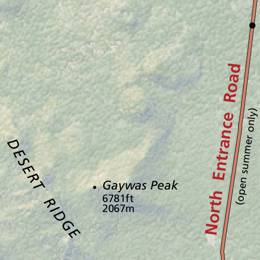 North Entrance Road
(open summer only)
DESERT RIDGE
Gaywas Peak
6781ft
2067m